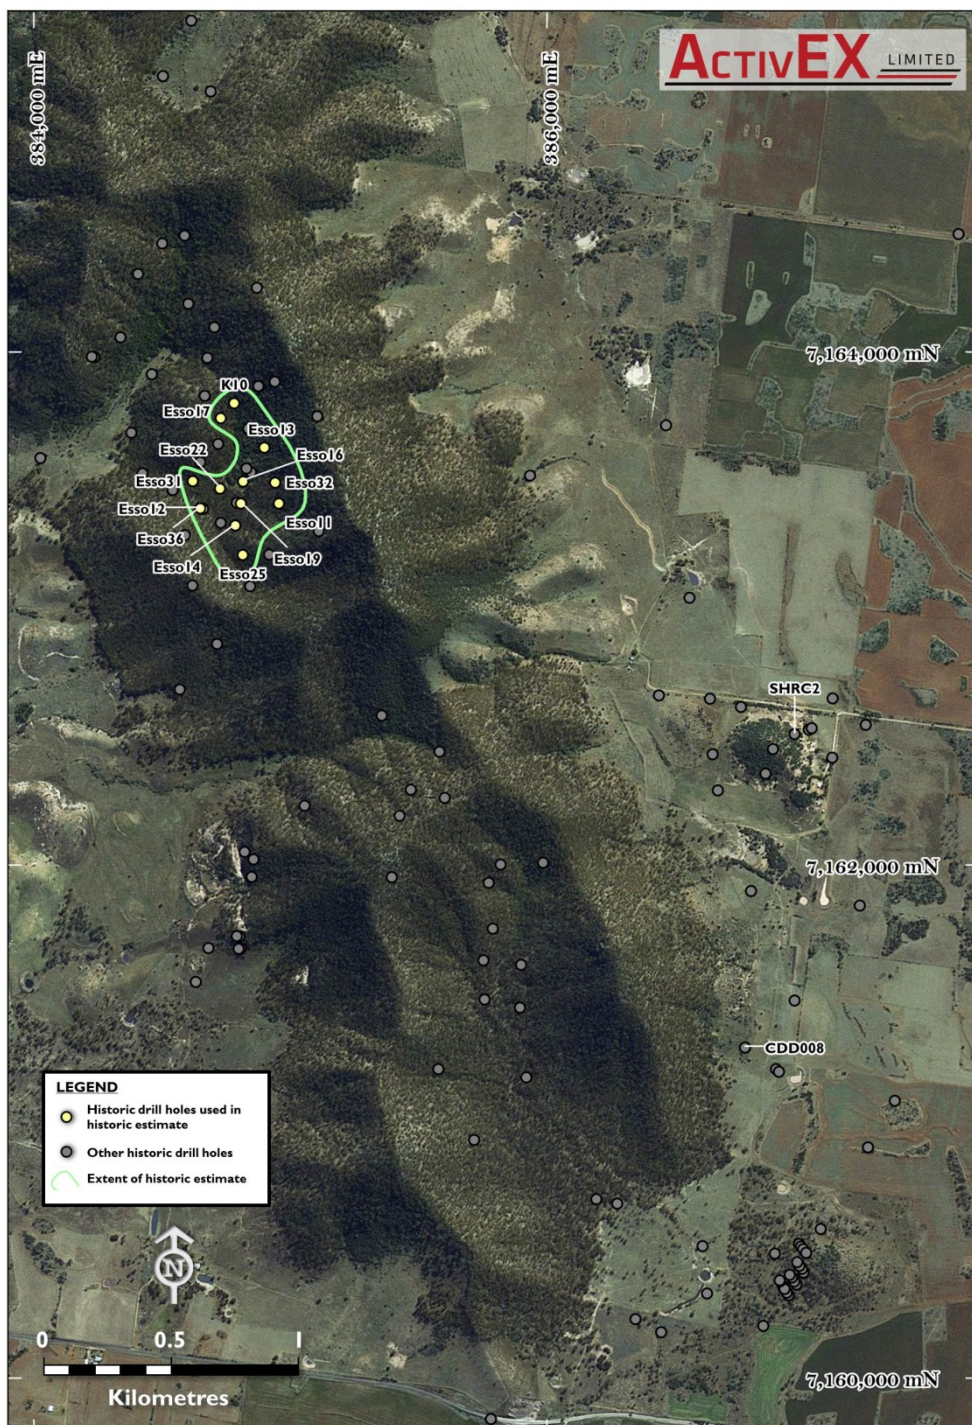 ACTIVEX LIMITED
384,000 mE
386,000 mE
7,164,000 mN
K10
Esso17
Esso13
Esso22
Esso16
Esso31
Esso32
Esso12
Esso11
Esso36
Esso14
Esso19
Esso25
SHRC2
7,162,000 mN
CDD008
LEGEND
Historic drill holes used in
historic estimate
Other historic drill holes
Extent of historic estimate
N
0 0.5 1
Kilometres
7,160,000 mN